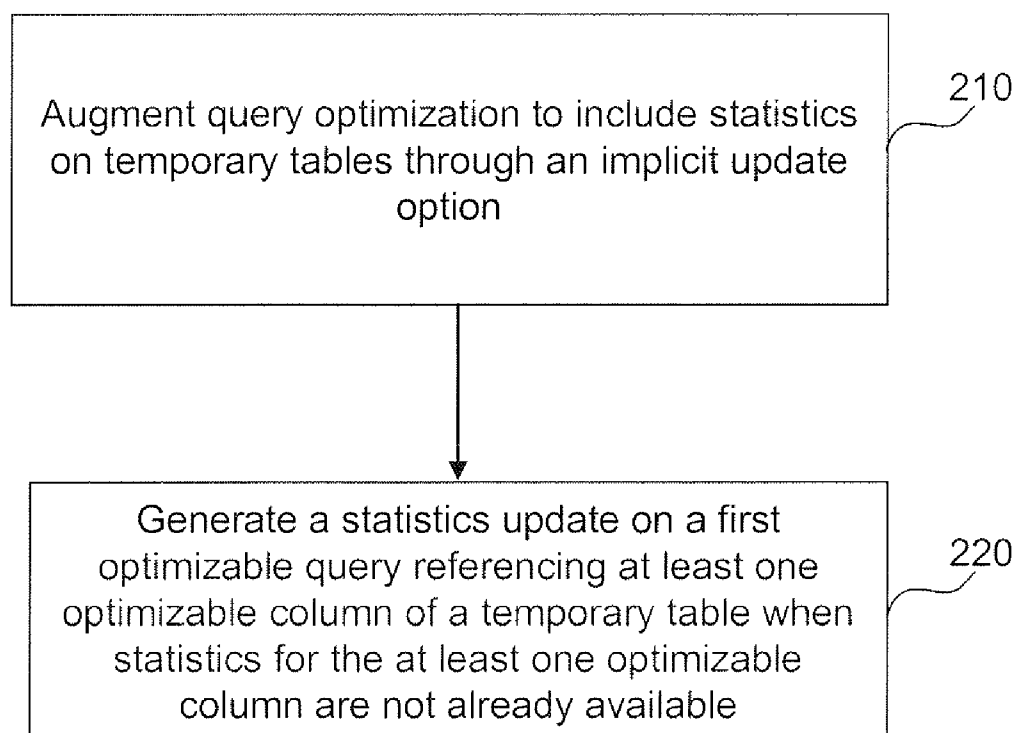 Augment query optimization to include statistics
on temporary tables through an implicit update
option
210
Generate a statistics update on a first
optimizable query referencing at least one
optimizable column of a temporary table when
statistics for the at least one optimizable
column are not already available
220